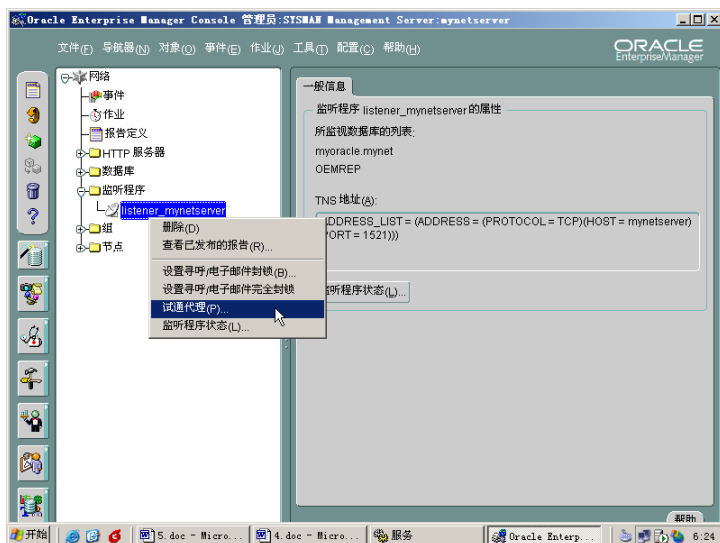 Oracle Enterprise Manager Console 管理员:SYSMAN Management Server:mynetserver
文件(F) 导航器(N) 对象(O) 事件(E) 作业(J) 工具(T) 配置(C) 帮助(H)
ORACLE
EnterpriseManager
网络
事件
作业
报告定义
HTTP 服务器
数据库
监听程序
listener_mynetserver
组
节点
删除(D)
查看已发布的报告(R)...
设置寻呼/电子邮件封锁(B)...
设置寻呼/电子邮件完全封锁
试通代理(P)...
监听程序状态(L)...
一般信息
监听程序 listener_mynetserver 的属性
所监视数据库的列表:
myoracle.mynet
OEMREP
TNS 地址(A):
ADDRESS_LIST = (ADDRESS = (PROTOCOL = TCP)(HOST = mynetserver)
PORT = 1521)))
听程序状态(L)...
帮助
开始 5.doc - Micro... 4.doc - Micro... 服务 Oracle Enterp... 6:24